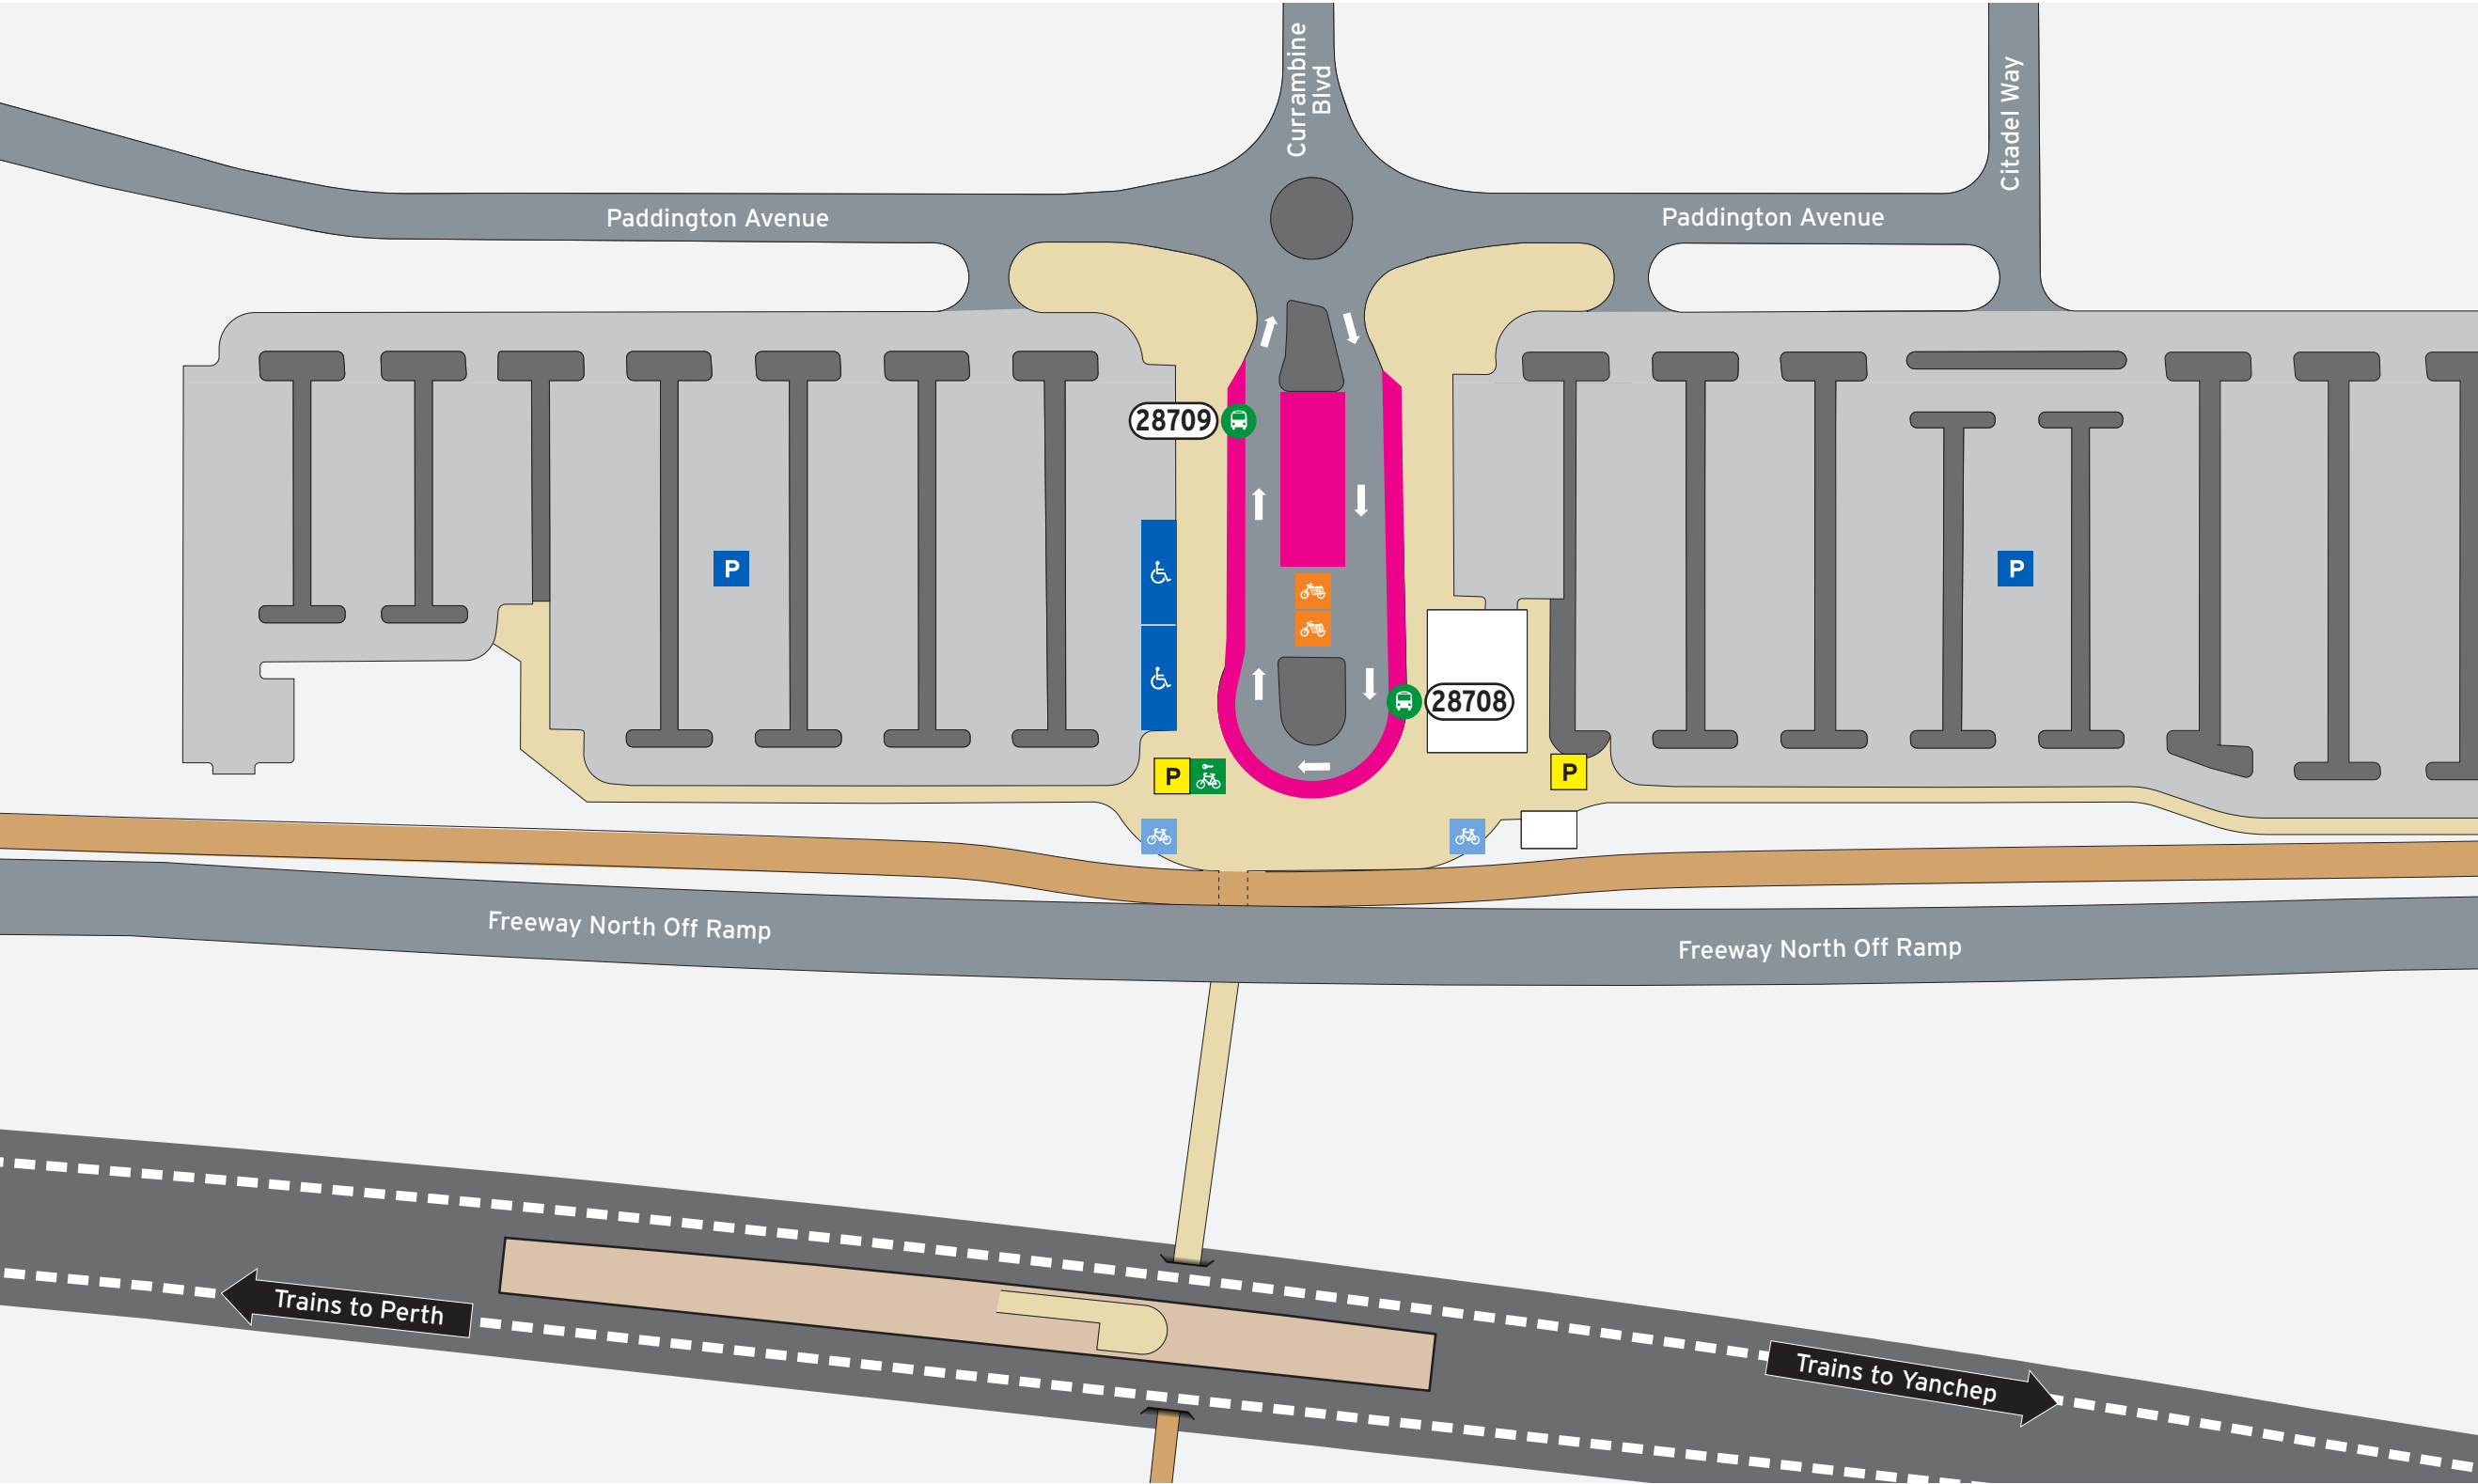 Currambine
Blvd
Citadel Way
Paddington Avenue
Paddington Avenue
28709
P
P
28708
P
P
Freeway North Off Ramp
Freeway North Off Ramp
Trains to Perth
Trains to Yanchep